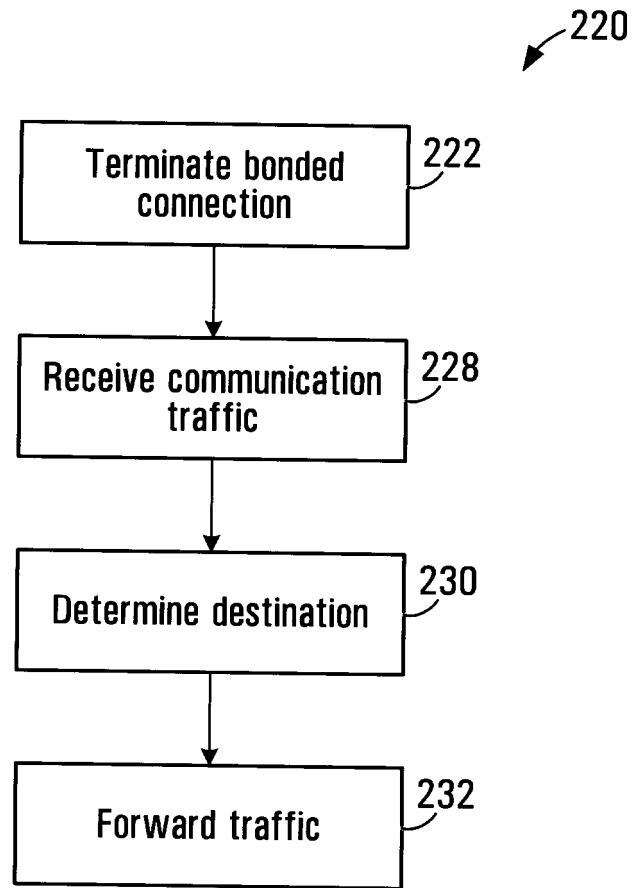 220
Terminate bonded
connection
222
Receive communication
traffic
228
Determine destination
230
Forward traffic
232